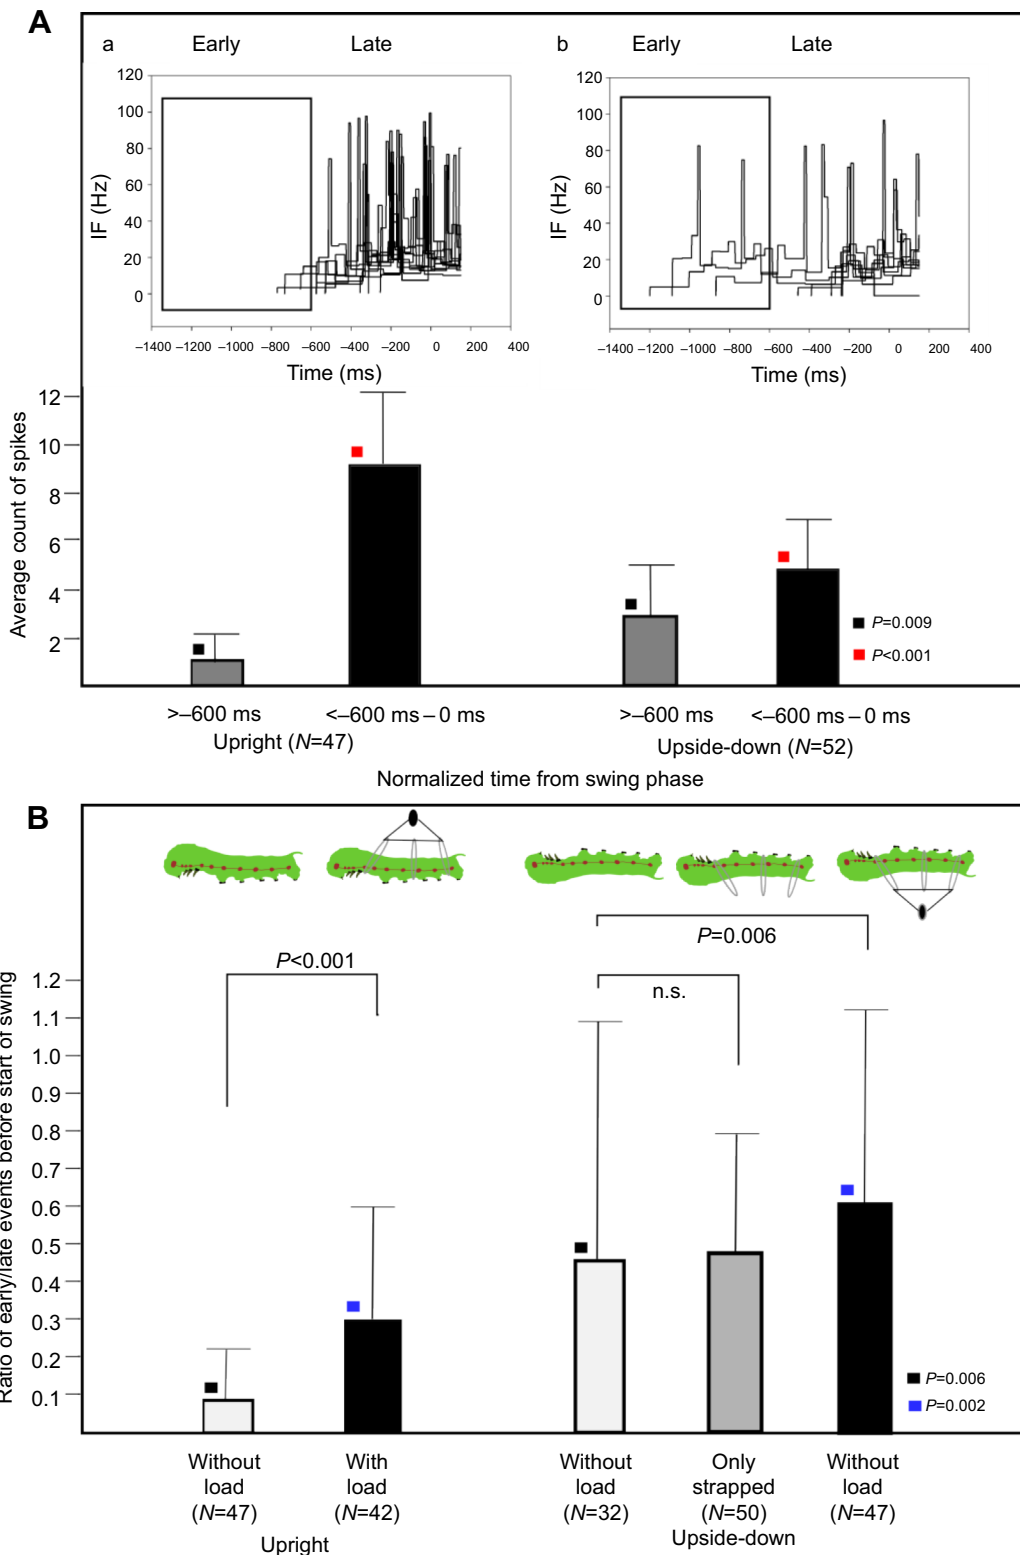 A
a Early Late
b Early Late
120
100
80
60
40
20
0
IF (Hz)
–1400 –1200 –1000 –800 –600 –400 –200 0 200 400
Time (ms)
120
100
80
60
40
20
0
IF (Hz)
–1400 –1200 –1000 –800 –600 –400 –200 0 200 400
Time (ms)
Average count of spikes
12
10
8
6
4
2
P=0.009
P<0.001
>–600 ms <–600 ms – 0 ms >–600 ms <–600 ms – 0 ms
Upright (N=47) Upside-down (N=52)
Normalized time from swing phase
B
P=0.006
P<0.001
n.s.
Ratio of early/late events before start of swing
1.2
1.1
1.0
0.9
0.8
0.7
0.6
0.5
0.4
0.3
0.2
0.1
P=0.006
P=0.002
Without With Without Only Without
load load load strapped load
(N=47) (N=42) (N=32) (N=50) (N=47)
Upright Upside-down